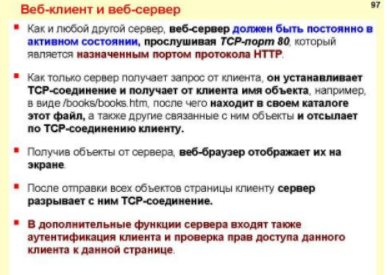 97
Веб-клиент и веб-сервер
Как и любой другой сервер, веб-сервер должен быть постоянно в
активном состоянии, прослушивая TCP-порт 80, который
является назначенным портом протокола HTTP.
Как только сервер получает запрос от клиента, он устанавливает
TCP-соединение и получает от клиента имя объекта, например,
в виде /books/books.htm, после чего находит в своем каталоге
этот файл, а также другие связанные с ним объекты и отсылает
по TCP-соединению клиенту.
Получив объекты от сервера, веб-браузер отображает их на
экране.
После отправки всех объектов страницы клиенту сервер
разрывает с ним TCP-соединение.
В дополнительные функции сервера входят также
аутентификация клиента и проверка прав доступа данного
клиента к данной странице.